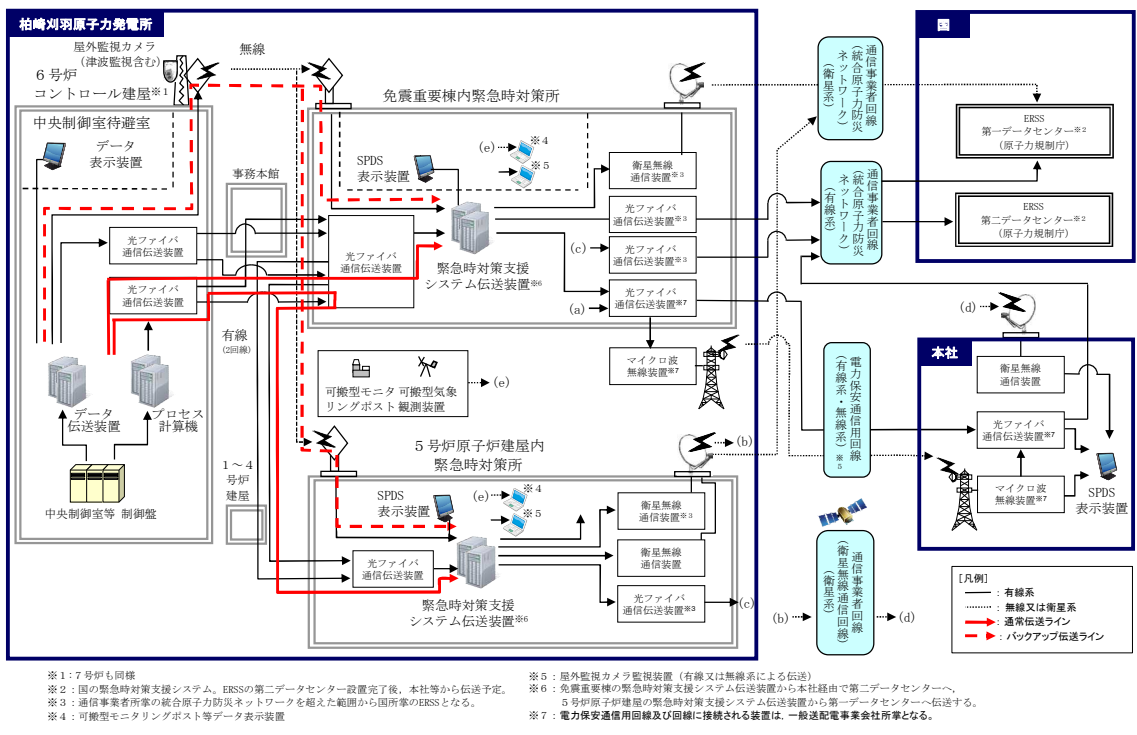 柏崎刈羽原子力発電所
屋外監視カメラ
（津波監視含む）
無線
６号炉
コントロール建屋※１
中央制御室待避室
データ
表示装置
事務本館
光ファイバ
通信伝送装置
光ファイバ
通信伝送装置
有線
(2回線)
データ
伝送装置
プロセス
計算機
中央制御室等 制御盤
１～４
号炉
建屋
免震重要棟内緊急時対策所
SPDS
表示装置
(e)
※４
※５
光ファイバ
通信伝送装置
緊急時対策支援
システム伝送装置※6
衛星無線
通信装置※３
光ファイバ
通信伝送装置※３
(c)
光ファイバ
通信伝送装置※３
(a)
光ファイバ
通信伝送装置※7
マイクロ波
無線装置※7
可搬型モニタ
リングポスト
可搬型気象
観測装置
(e)
５号炉原子炉建屋内
緊急時対策所
SPDS
表示装置
(e)
※４
※５
光ファイバ
通信伝送装置
緊急時対策支援
システム伝送装置※6
衛星無線
通信装置※３
衛星無線
通信装置
光ファイバ
通信伝送装置※3
(b)
(c)
通信事業者回線
（統合原子力防災
ネットワーク）
（衛星系）
通信事業者回線
（統合原子力防災
ネットワーク）
（有線系）
電力保安通信用回線
（有線系・無線系）
※５
通信事業者回線
（衛星無線通信回線）
（衛星系）
(b)
(d)
国
ERSS
第一データセンター※２
(原子力規制庁)
ERSS
第二データセンター※２
(原子力規制庁)
(d)
本社
衛星無線
通信装置
光ファイバ
通信伝送装置※7
マイクロ波
無線装置※7
SPDS
表示装置
[凡例]
：有線系
：無線又は衛星系
：通常伝送ライン
：バックアップ伝送ライン
※１：７号炉も同様
※２：国の緊急時対策支援システム。ERSSの第二データセンター設置完了後，本社等から伝送予定。
※３：通信事業者所掌の統合原子力防災ネットワークを超えた範囲から国所掌のERSSとなる。
※４：可搬型モニタリングポスト等データ表示装置
※５：屋外監視カメラ監視装置（有線又は無線系による伝送）
※６：免震重要棟の緊急時対策支援システム伝送装置から本社経由で第二データセンターへ，
５号炉原子炉建屋の緊急時対策支援システム伝送装置から第一データセンターへ伝送する。
※７：電力保安通信用回線及び回線に接続される装置は，一般送配電事業会社所掌となる。